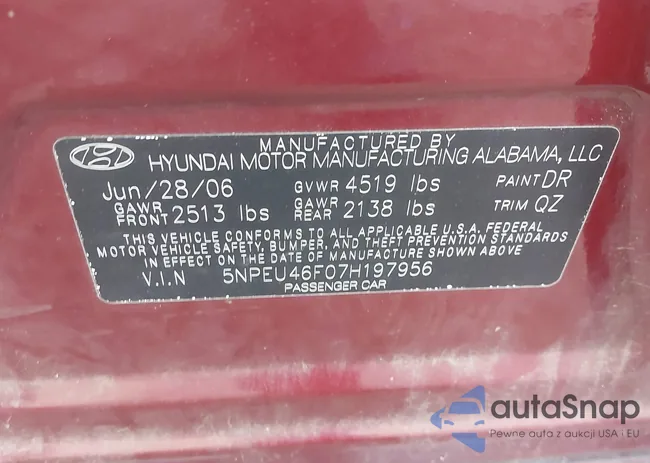 MANUFACTURED BY
HYUNDAI MOTOR MANUFACTURING ALABAMA, LLC
Jun/28/06 GVWR 4519 lbs PAINT DR
GAWR FRONT 2513 lbs GAWR REAR 2138 lbs TRIM QZ
THIS VEHICLE CONFORMS TO ALL APPLICABLE U.S.A. FEDERAL
MOTOR VEHICLE SAFETY, BUMPER, AND THEFT PREVENTION STANDARDS
IN EFFECT ON THE DATE OF MANUFACTURE SHOWN ABOVE
V.I.N 5NPEU46F07H197956
PASSENGER CAR
autaSnap
Pewne auta z aukcji USA i EU